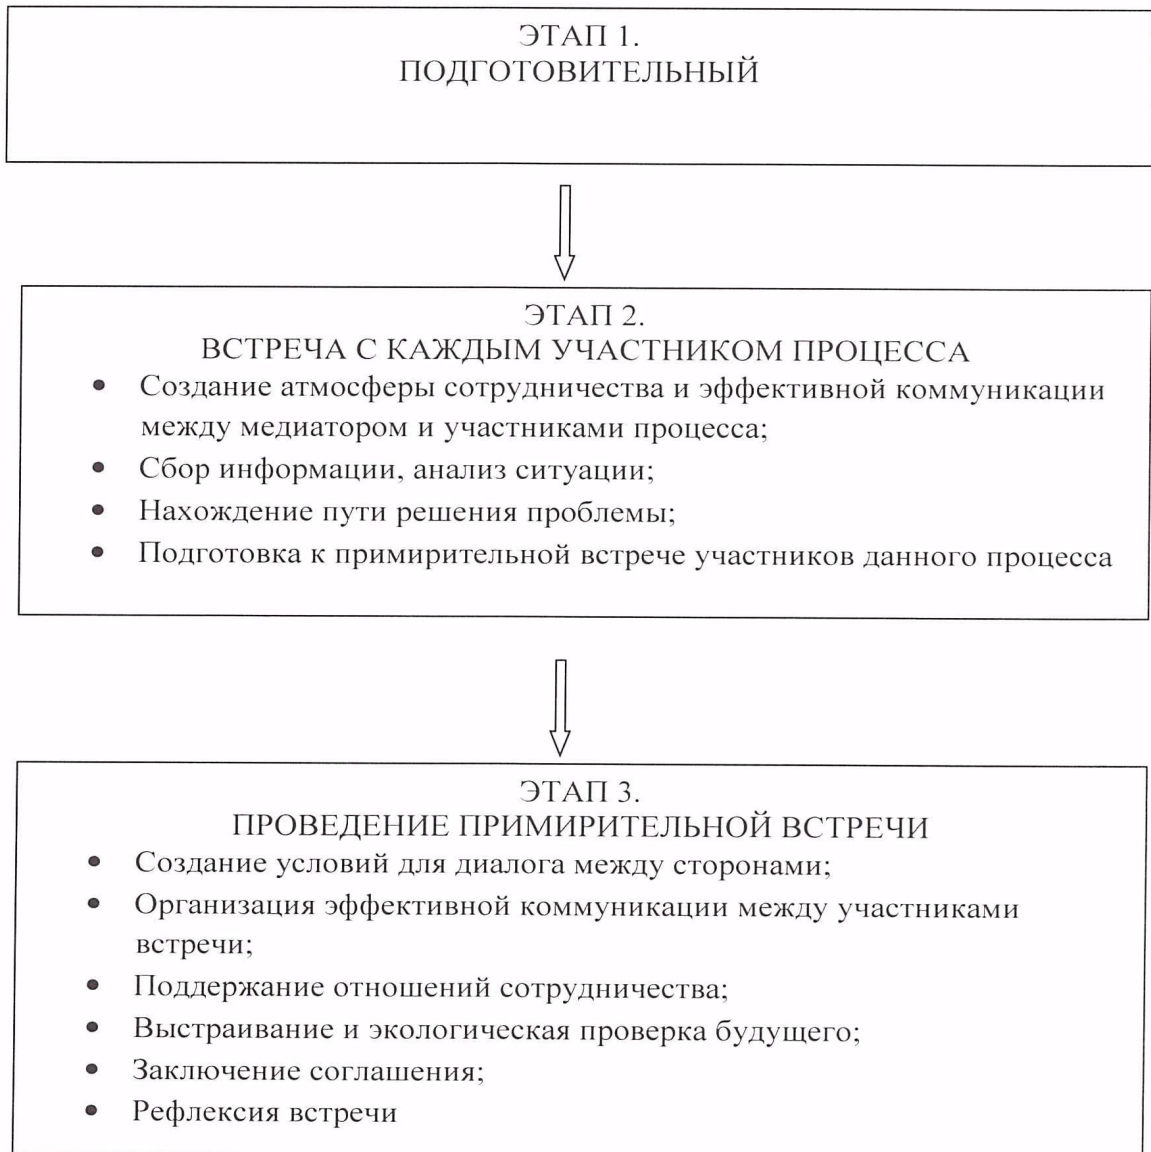 ЭТАП 1.
ПОДГОТОВИТЕЛЬНЫЙ
ЭТАП 2.
ВСТРЕЧА С КАЖДЫМ УЧАСТНИКОМ ПРОЦЕССА
• Создание атмосферы сотрудничества и эффективной коммуникации
между медиатором и участниками процесса;
• Сбор информации, анализ ситуации;
• Нахождение пути решения проблемы;
• Подготовка к примирительной встрече участников данного процесса
ЭТАП 3.
ПРОВЕДЕНИЕ ПРИМИРИТЕЛЬНОЙ ВСТРЕЧИ
• Создание условий для диалога между сторонами;
• Организация эффективной коммуникации между участниками
встречи;
• Поддержание отношений сотрудничества;
• Выстраивание и экологическая проверка будущего;
• Заключение соглашения;
• Рефлексия встречи